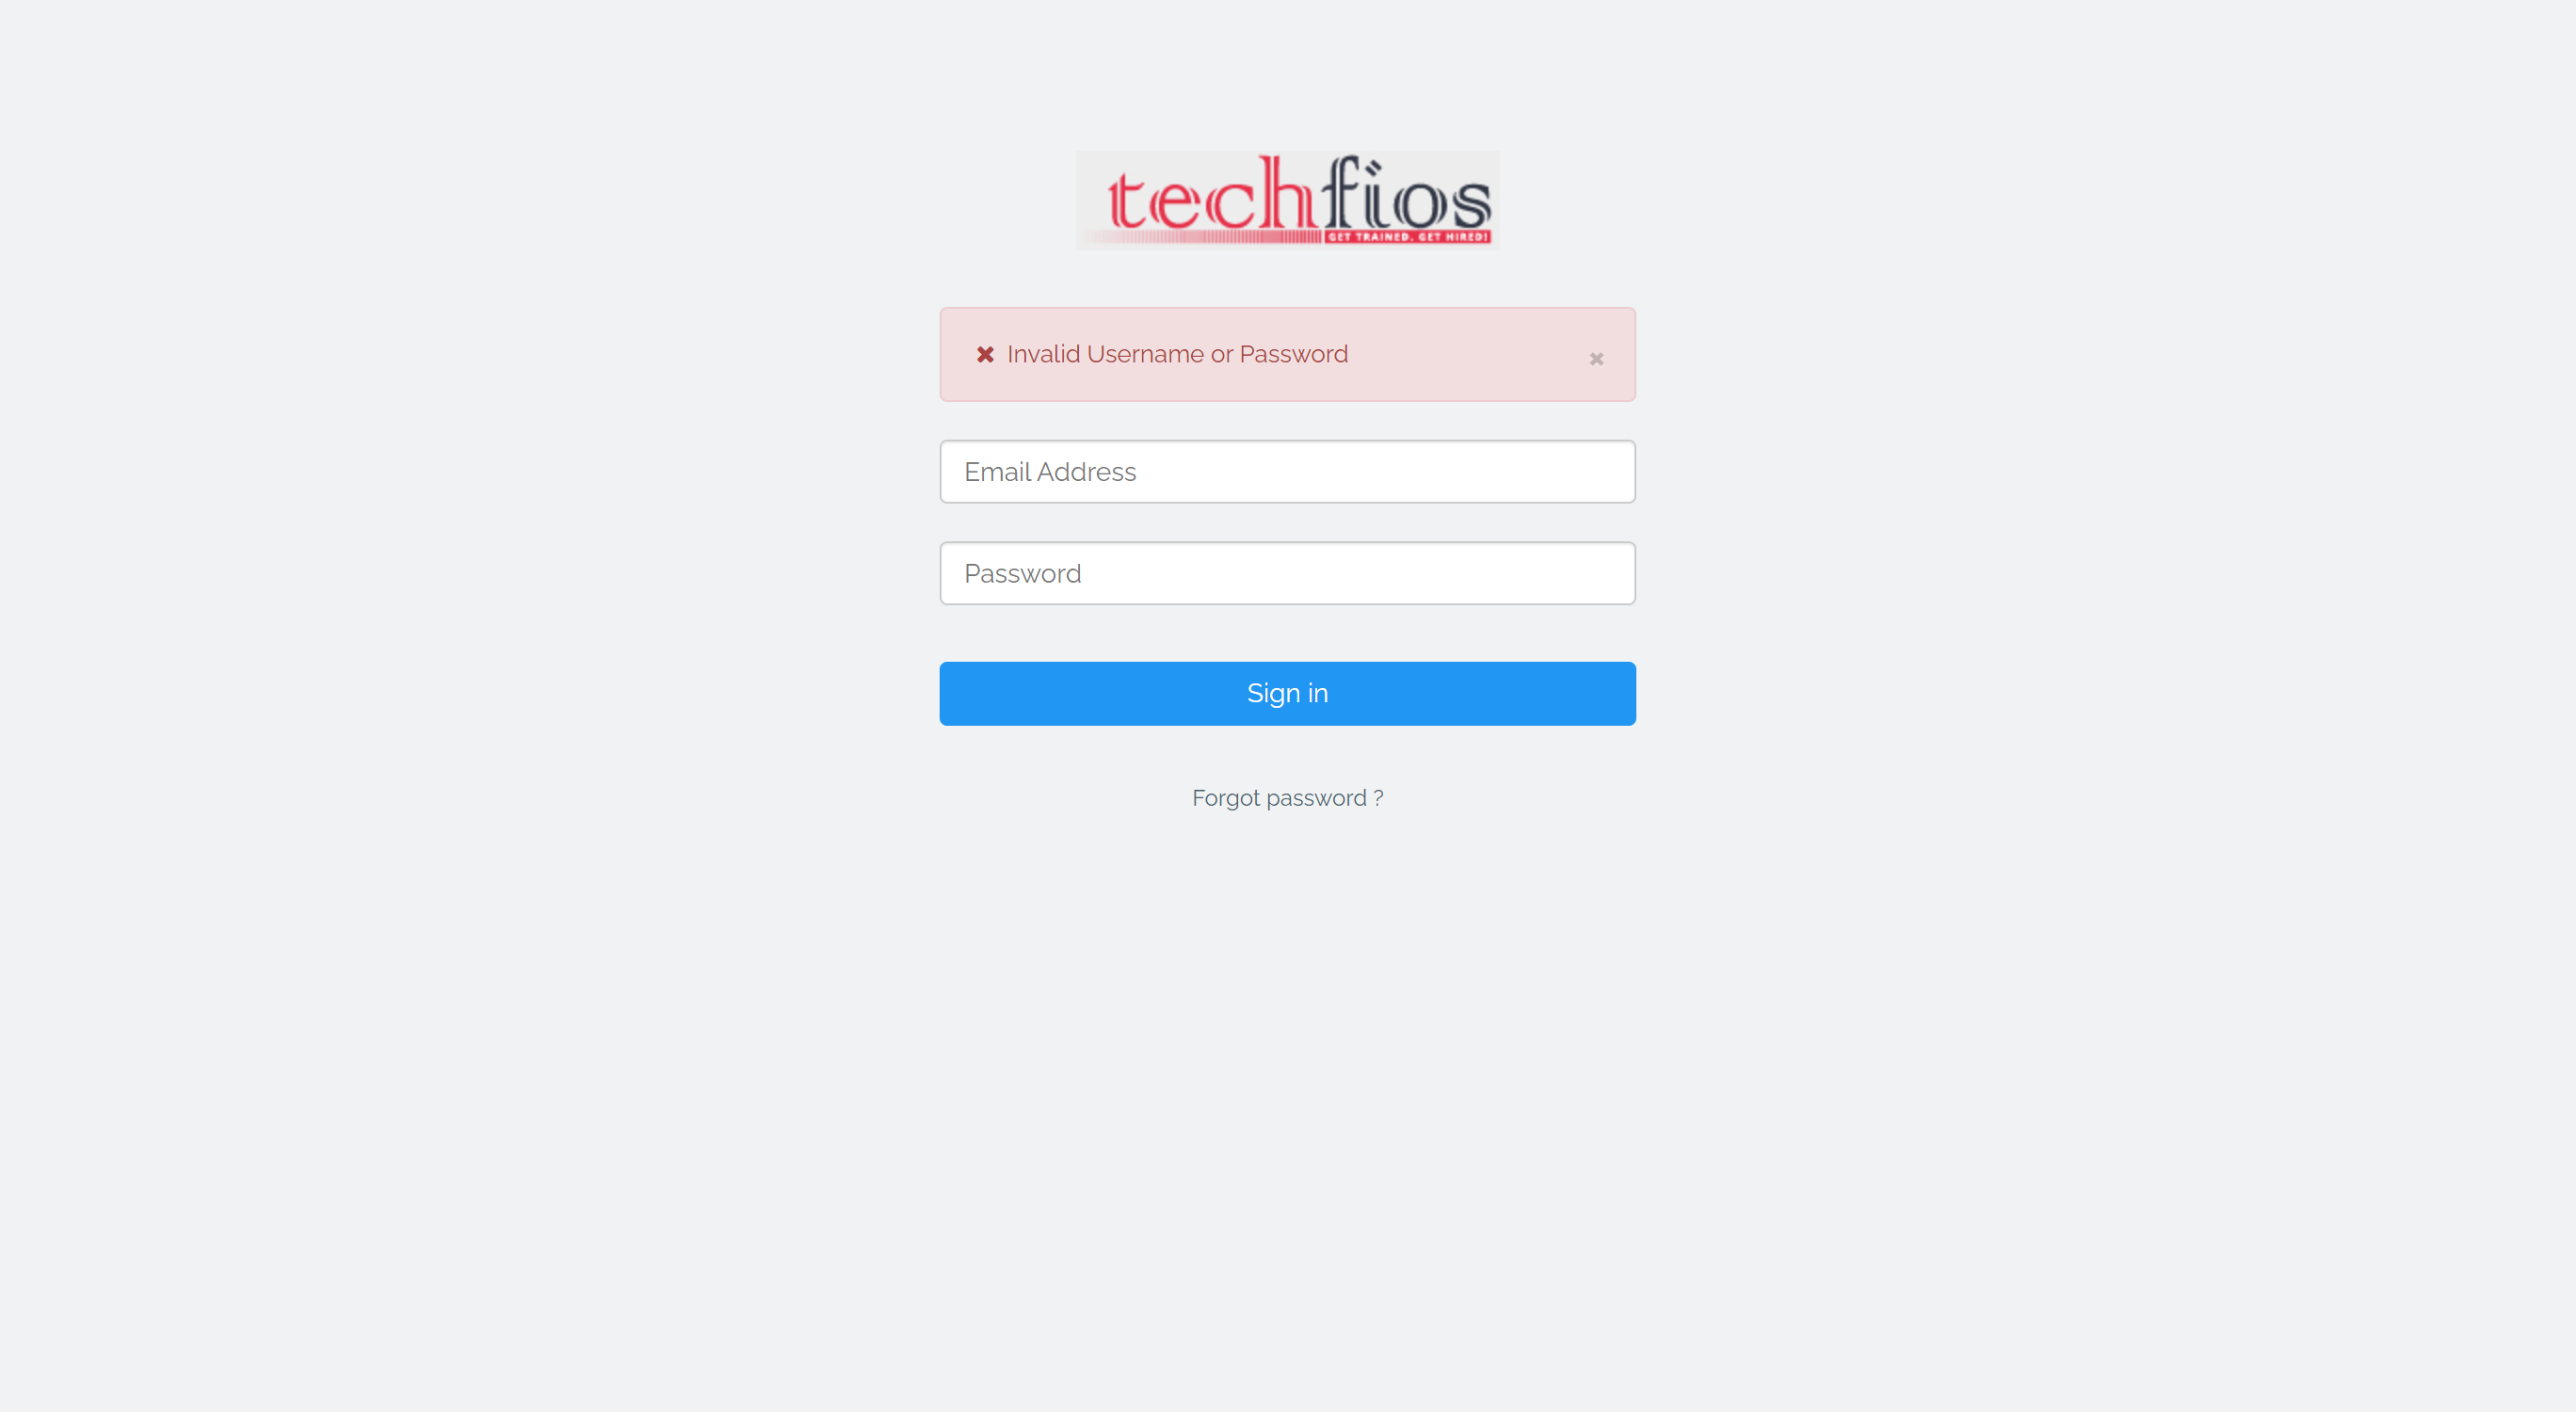 techfios
GET TRAINED. GET HIRED!
Invalid Username or Password
Email Address
Password
Sign in
Forgot password ?